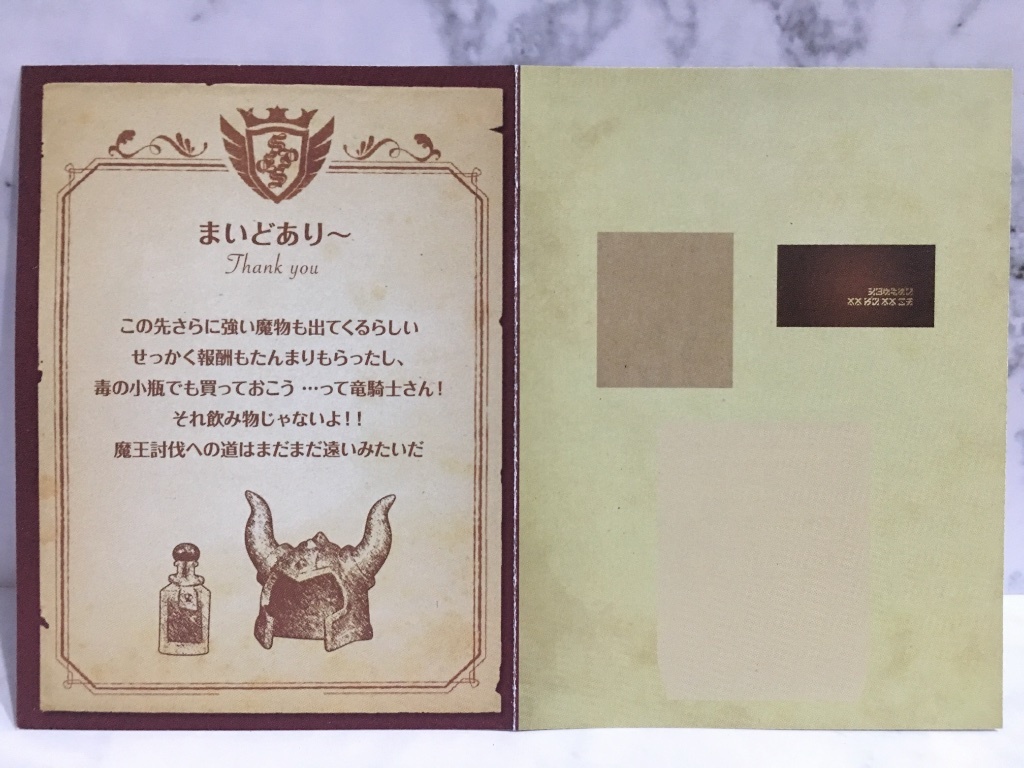 まいどあり～
Thank you
この先さらに強い魔物も出てくるらしい
せっかく報酬もたんまりもらったし、
毒の小瓶でも買っておこう …って竜騎士さん!
それ飲み物じゃないよ!!
魔王討伐への道はまだまだ遠いみたいだ